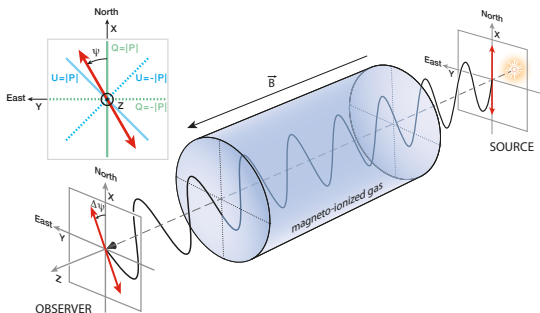 North
X
ψ
Q=|P|
U=|P|
U=-|P|
East
Y
Z
Q=-|P|
B
North
X
East
Y
SOURCE
magneto-ionized gas
North
X
Δψ
East
Y
Z
OBSERVER